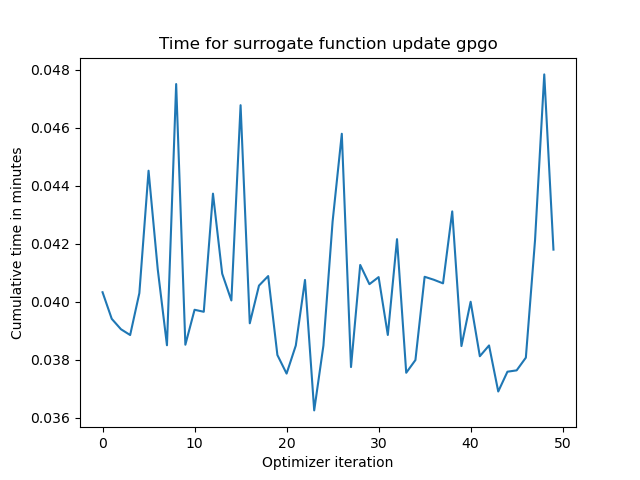 Time for surrogate function update gpgo
Cumulative time in minutes
0.048
0.046
0.044
0.042
0.040
0.038
0.036
0 10 20 30 40 50
Optimizer iteration